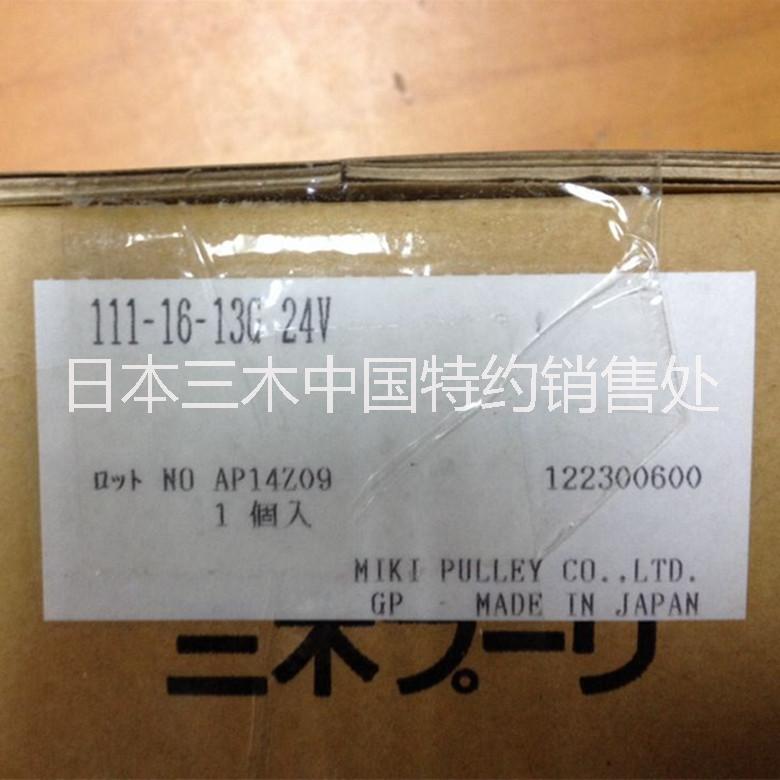 111-16-13G 24V
日本三木中国特约销售处
ロット NO AP14Z09 122300600
1 個入
MIKI PULLEY CO.,LTD.
GP - MADE IN JAPAN
三木プーリ